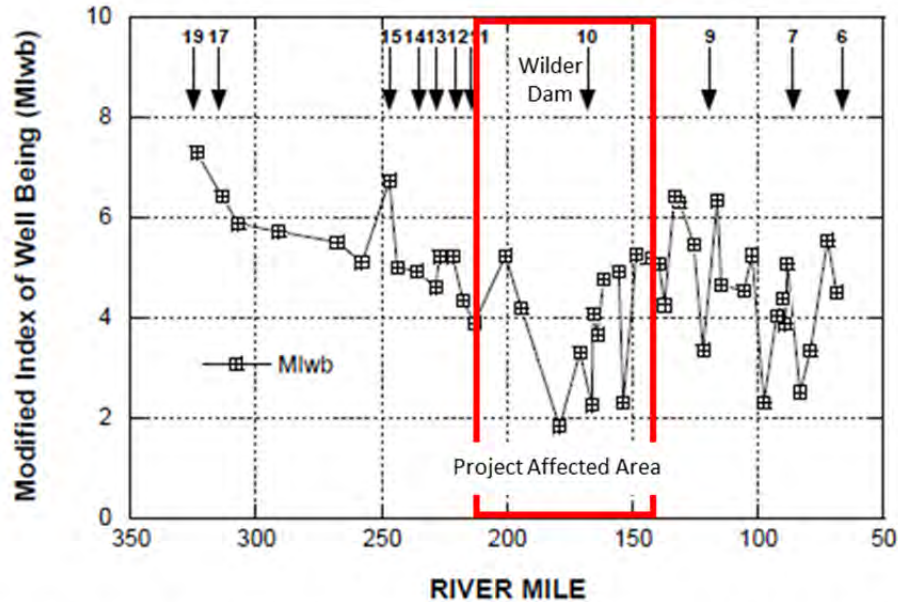 Modified Index of Well Being (MIwb)
10
8
6
4
2
0
19 17 15 14 13 12 11 10 9 7 6
Wilder
Dam
MIwb
Project Affected Area
350 300 250 200 150 100 50
RIVER MILE